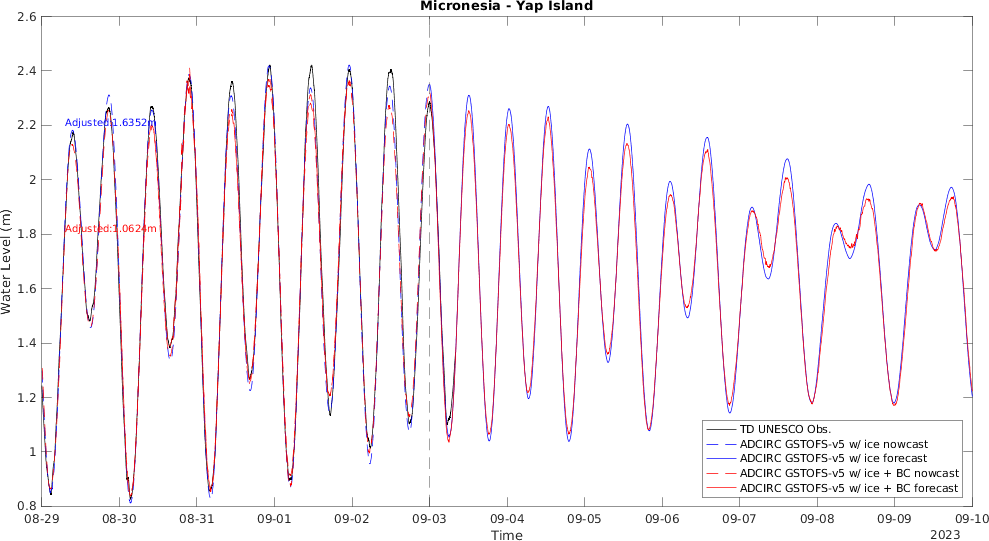 Micronesia - Yap Island
2.6
2.4
2.2
2
1.8
1.6
1.4
1.2
1
0.8
Water Level (m)
Adjusted:1.6352m
Adjusted:1.0624m
TD UNESCO Obs.
ADCIRC GSTOFS-v5 w/ ice nowcast
ADCIRC GSTOFS-v5 w/ ice forecast
ADCIRC GSTOFS-v5 w/ ice + BC nowcast
ADCIRC GSTOFS-v5 w/ ice + BC forecast
08-29 08-30 08-31 09-01 09-02 09-03 09-04 09-05 09-06 09-07 09-08 09-09 09-10
Time
2023